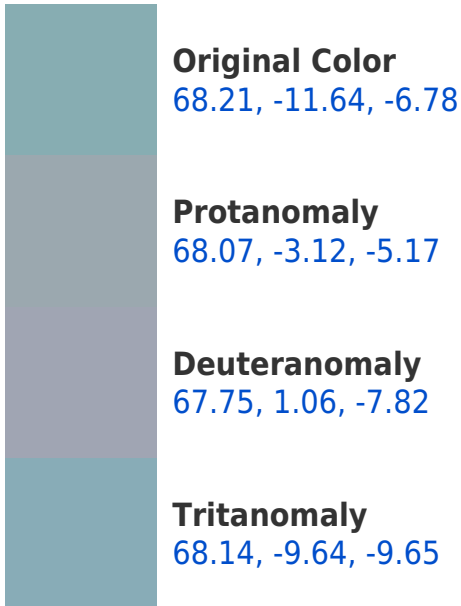 Original Color
68.21, -11.64, -6.78
Protanomaly
68.07, -3.12, -5.17
Deuteranomaly
67.75, 1.06, -7.82
Tritanomaly
68.14, -9.64, -9.65